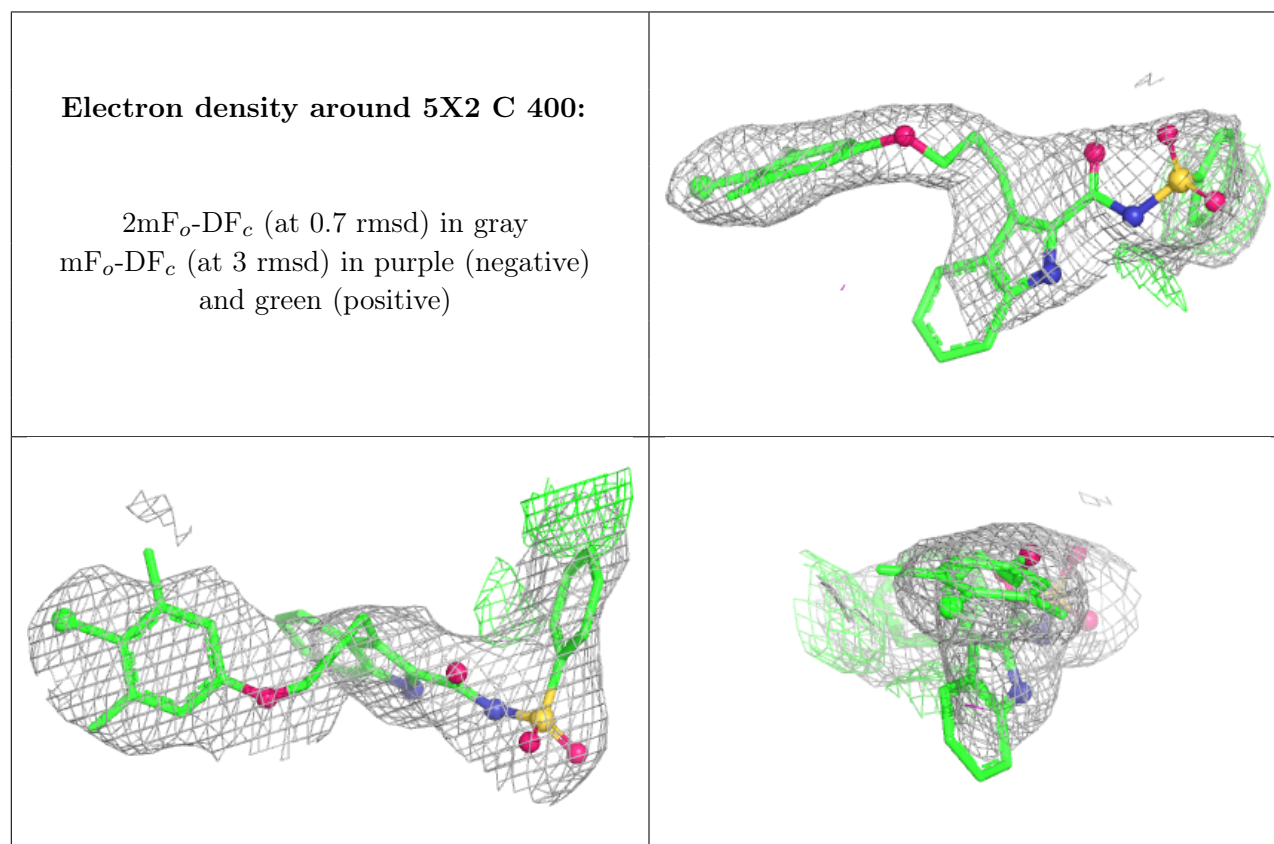 Electron density around 5X2 C 400:
2mFo-DFc (at 0.7 rmsd) in gray
mFo-DFc (at 3 rmsd) in purple (negative)
and green (positive)